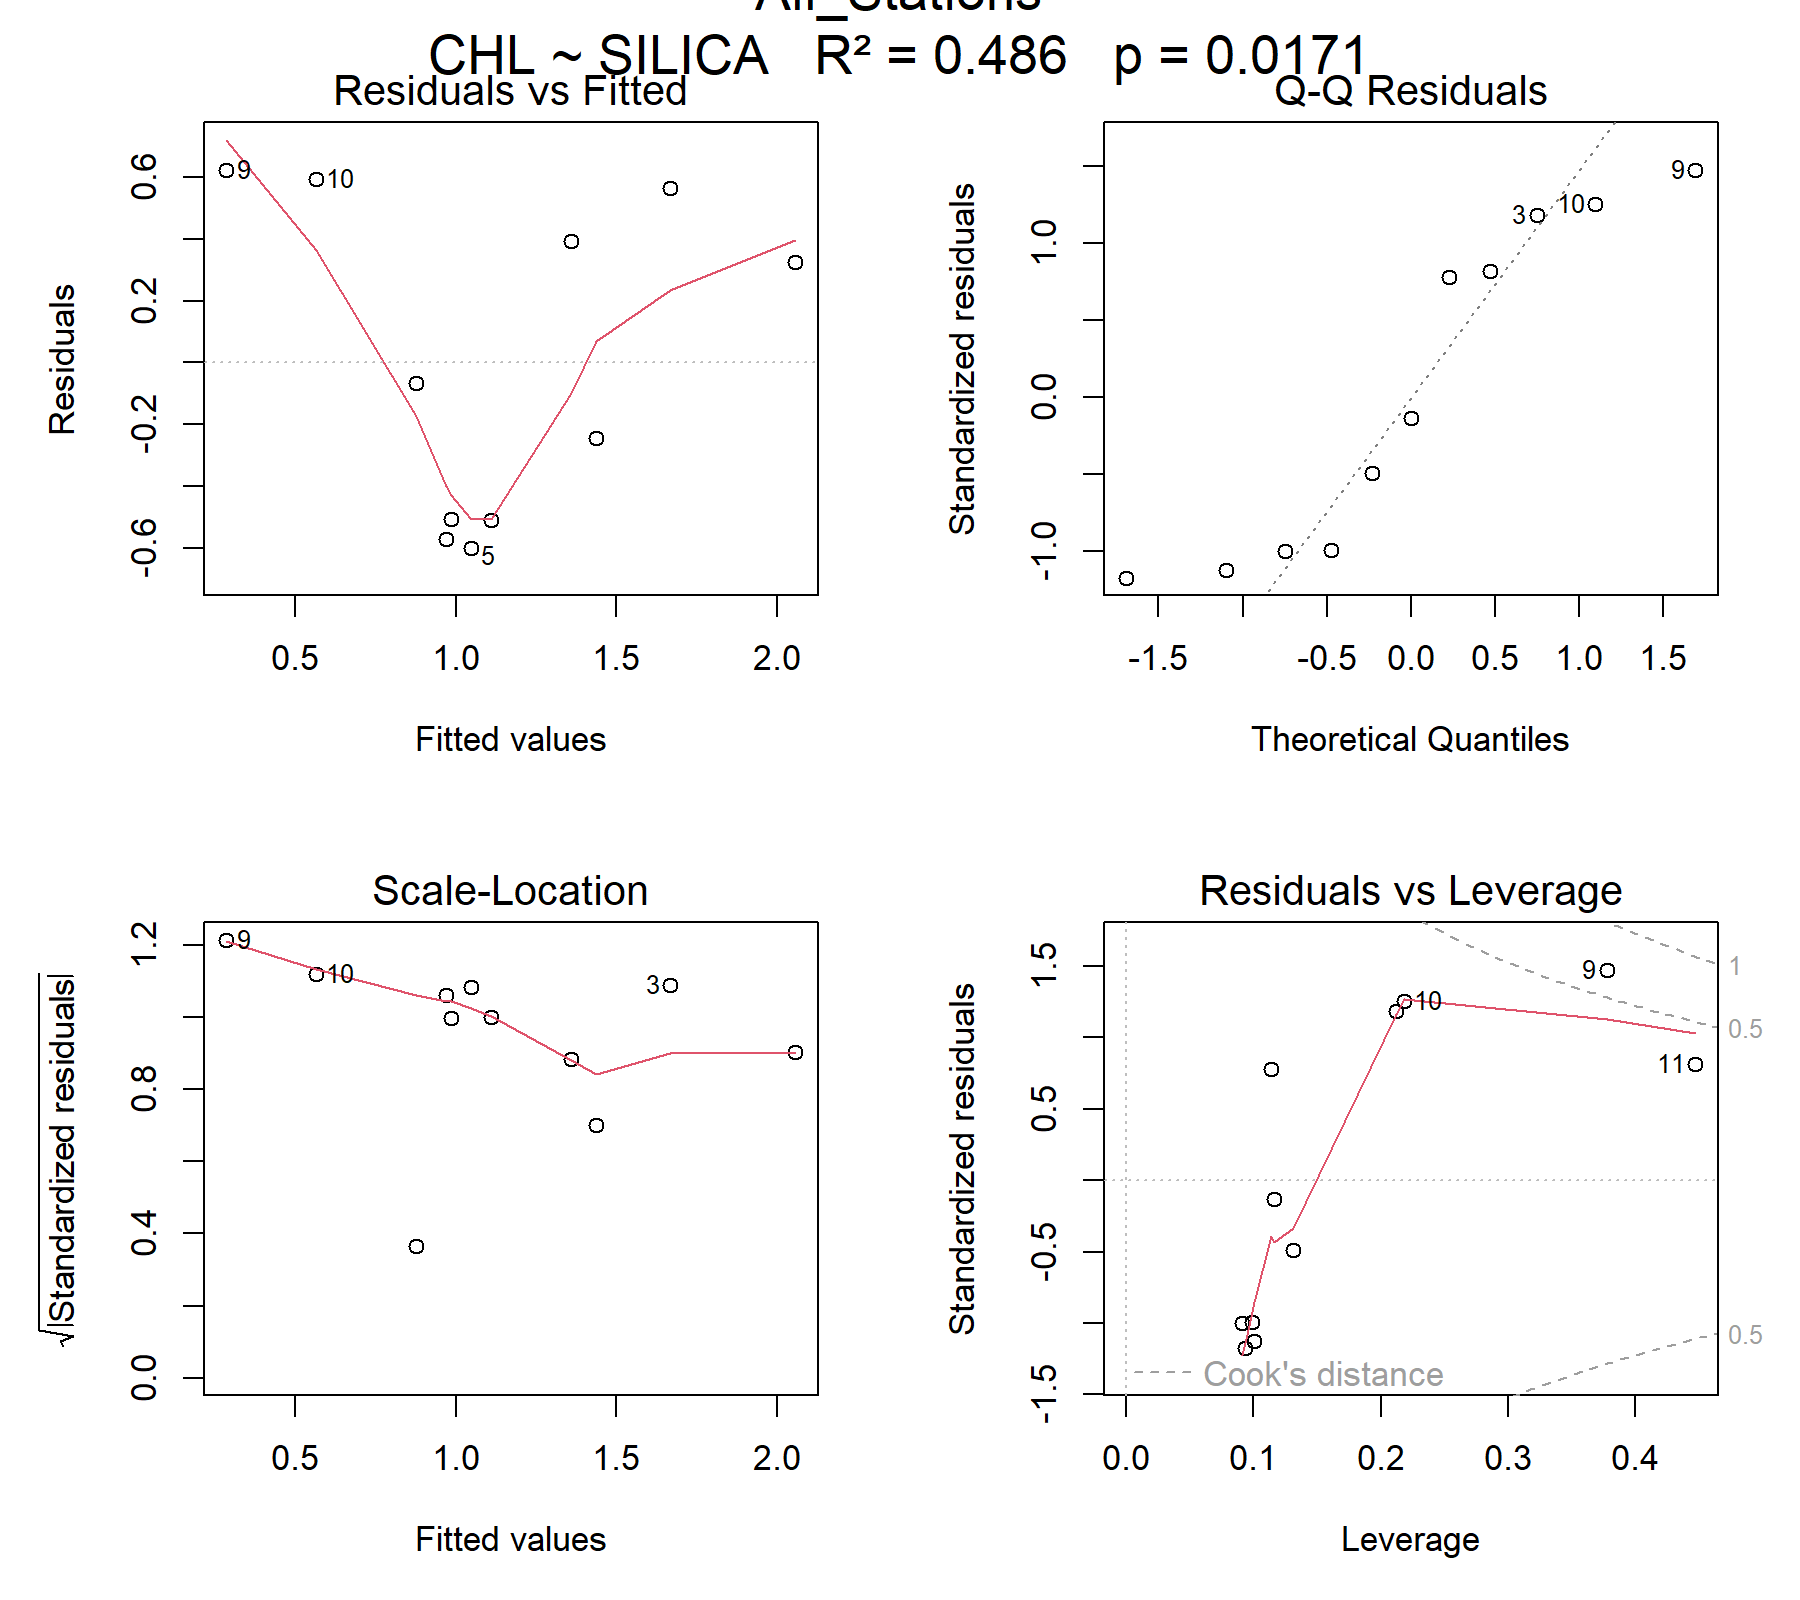 All_Stations
CHL ~ SILICA R² = 0.486 p = 0.0171
Residuals vs Fitted
Residuals
0.6
0.2
-0.2
-0.6
9
10
5
0.5 1.0 1.5 2.0
Fitted values
Q-Q Residuals
Standardized residuals
1.0
0.0
-1.0
9
10
3
-1.5 -0.5 0.0 0.5 1.0 1.5
Theoretical Quantiles
Scale-Location
√|Standardized residuals|
1.2
0.8
0.4
0.0
9
10
3
0.5 1.0 1.5 2.0
Fitted values
Residuals vs Leverage
Standardized residuals
1.5
0.5
-0.5
-1.5
9
10
11
1
0.5
0.5
Cook's distance
0.0 0.1 0.2 0.3 0.4
Leverage